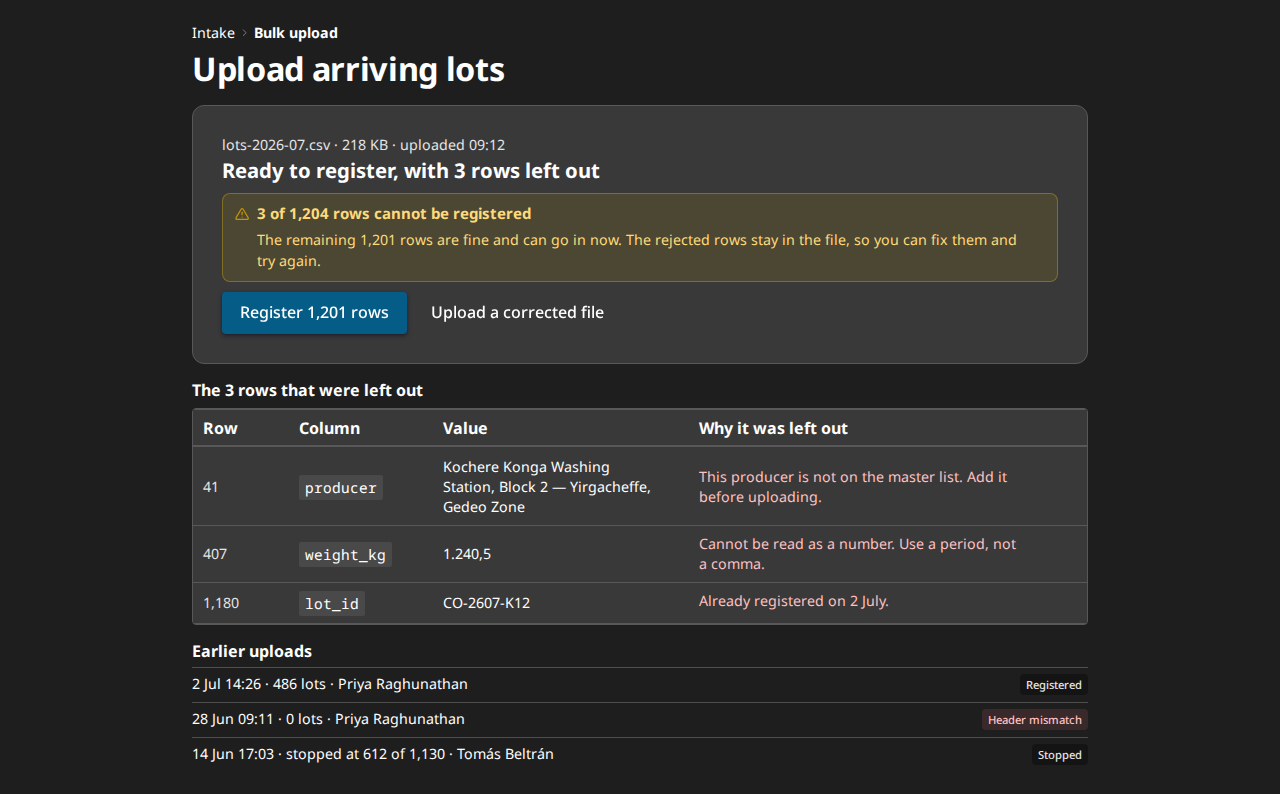 Intake › Bulk upload
Upload arriving lots
lots-2026-07.csv · 218 KB · uploaded 09:12
Ready to register, with 3 rows left out
3 of 1,204 rows cannot be registered
The remaining 1,201 rows are fine and can go in now. The rejected rows stay in the file, so you can fix them and
try again.
Register 1,201 rows
Upload a corrected file
The 3 rows that were left out
Row Column Value Why it was left out
41 producer
Kochere Konga Washing
Station, Block 2 — Yirgacheffe,
Gedeo Zone
This producer is not on the master list. Add it
before uploading.
407 weight_kg 1.240,5
Cannot be read as a number. Use a period, not
a comma.
1,180 lot_id CO-2607-K12 Already registered on 2 July.
Earlier uploads
2 Jul 14:26 · 486 lots · Priya Raghunathan Registered
28 Jun 09:11 · 0 lots · Priya Raghunathan Header mismatch
14 Jun 17:03 · stopped at 612 of 1,130 · Tomás Beltrán Stopped